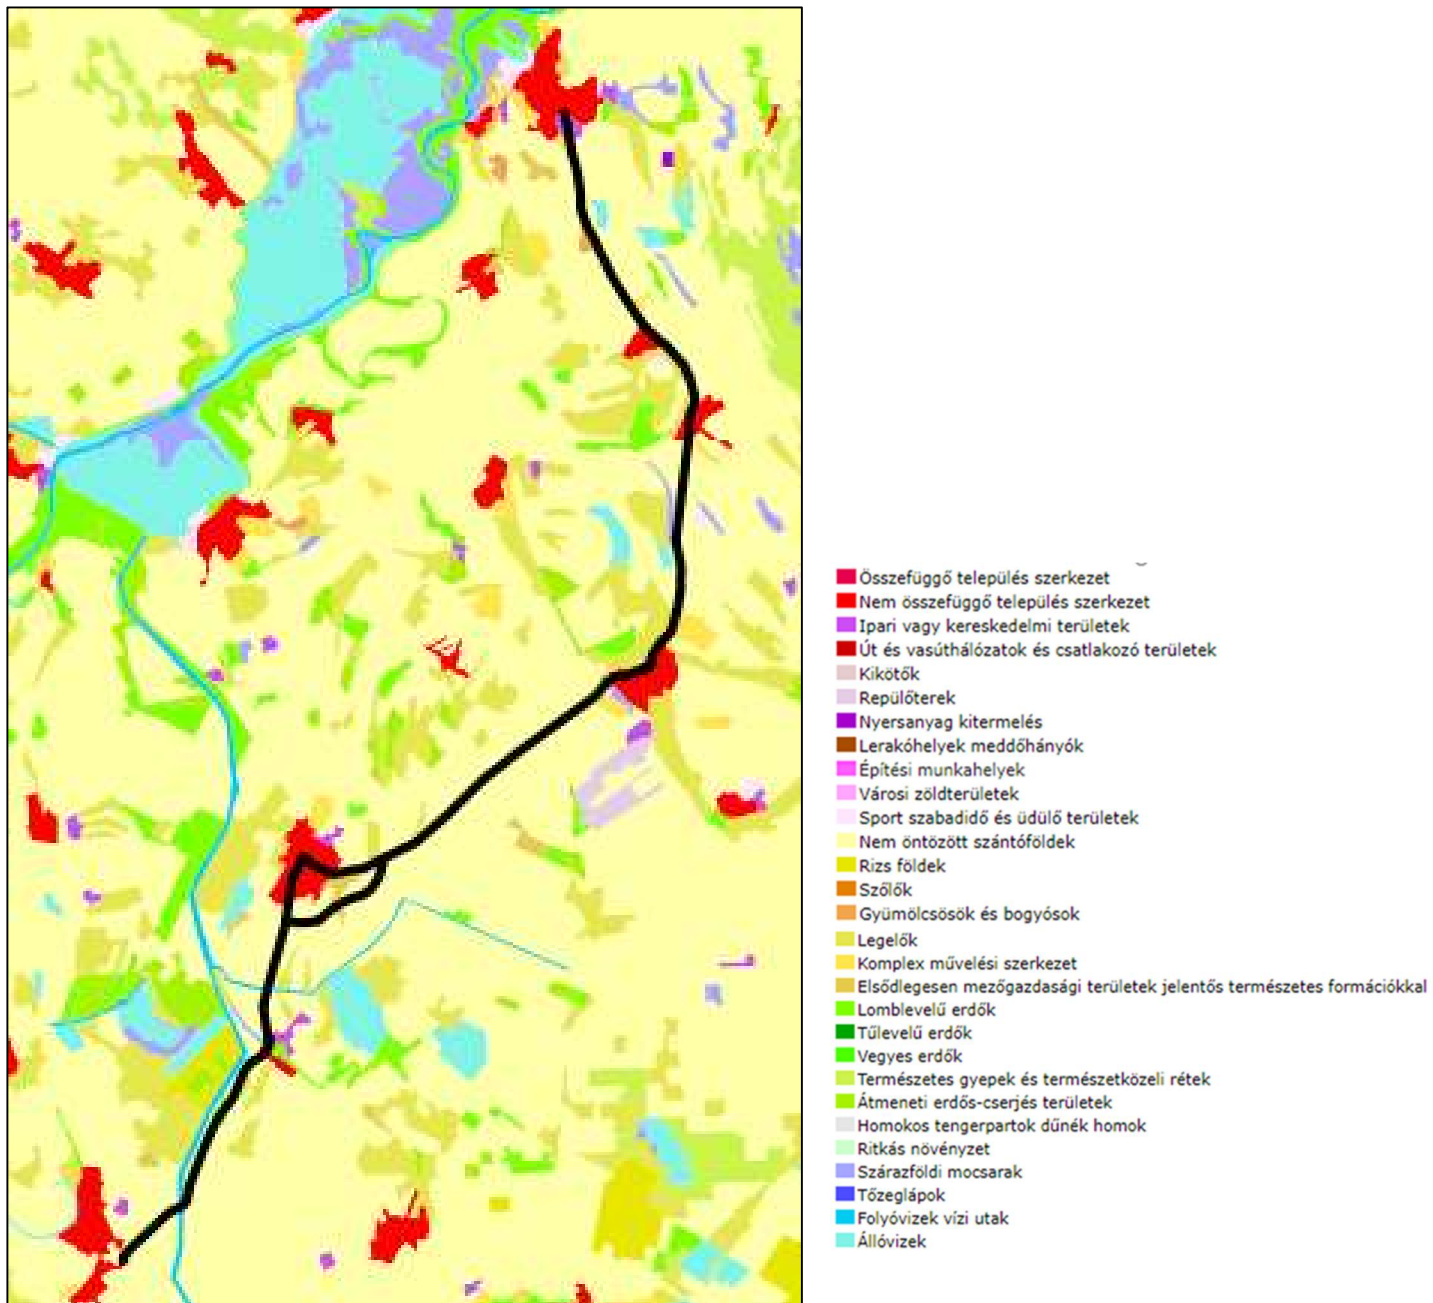 Összefüggő település szerkezet
Nem összefüggő település szerkezet
Ipari vagy kereskedelmi területek
Út és vasúthálózatok és csatlakozó területek
Kikötők
Repülőterek
Nyersanyag kitermelés
Lerakóhelyek meddőhányók
Építési munkahelyek
Városi zöldterületek
Sport szabadidő és üdülő területek
Nem öntözött szántóföldek
Rizs földek
Szőlők
Gyümölcsösök és bogyósok
Legelők
Komplex művelési szerkezet
Elsődlegesen mezőgazdasági területek jelentős természetes formációkkal
Lomblevelű erdők
Tűlevelű erdők
Vegyes erdők
Természetes gyepek és természetközeli rétek
Átmeneti erdős-cserjés területek
Homokos tengerpartok dűnék homok
Ritkás növényzet
Szárazföldi mocsarak
Tőzeglápok
Folyóvizek vízi utak
Állóvizek